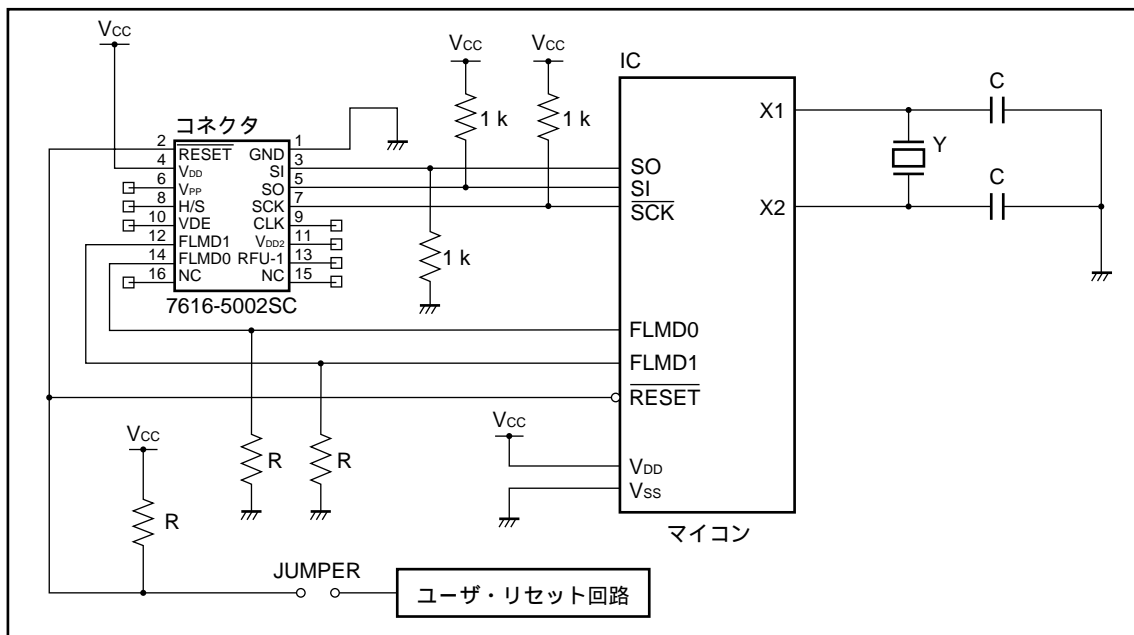 VCC
VCC
VCC
IC
C
コネクタ
1 k
1 k
X1
2 RESET GND 1
4 VDD SI 3
6 VPP SO 5
8 H/S SCK 7
10 VDE CLK 9
12 FLMD1 VDD2 11
14 FLMD0 RFU-1 13
16 NC NC 15
7616-5002SC
1 k
SO
SI
SCK
Y
X2
C
FLMD0
FLMD1
RESET
VCC
R
R
VCC
R
VDD
VSS
マイコン
JUMPER
ユーザ・リセット回路